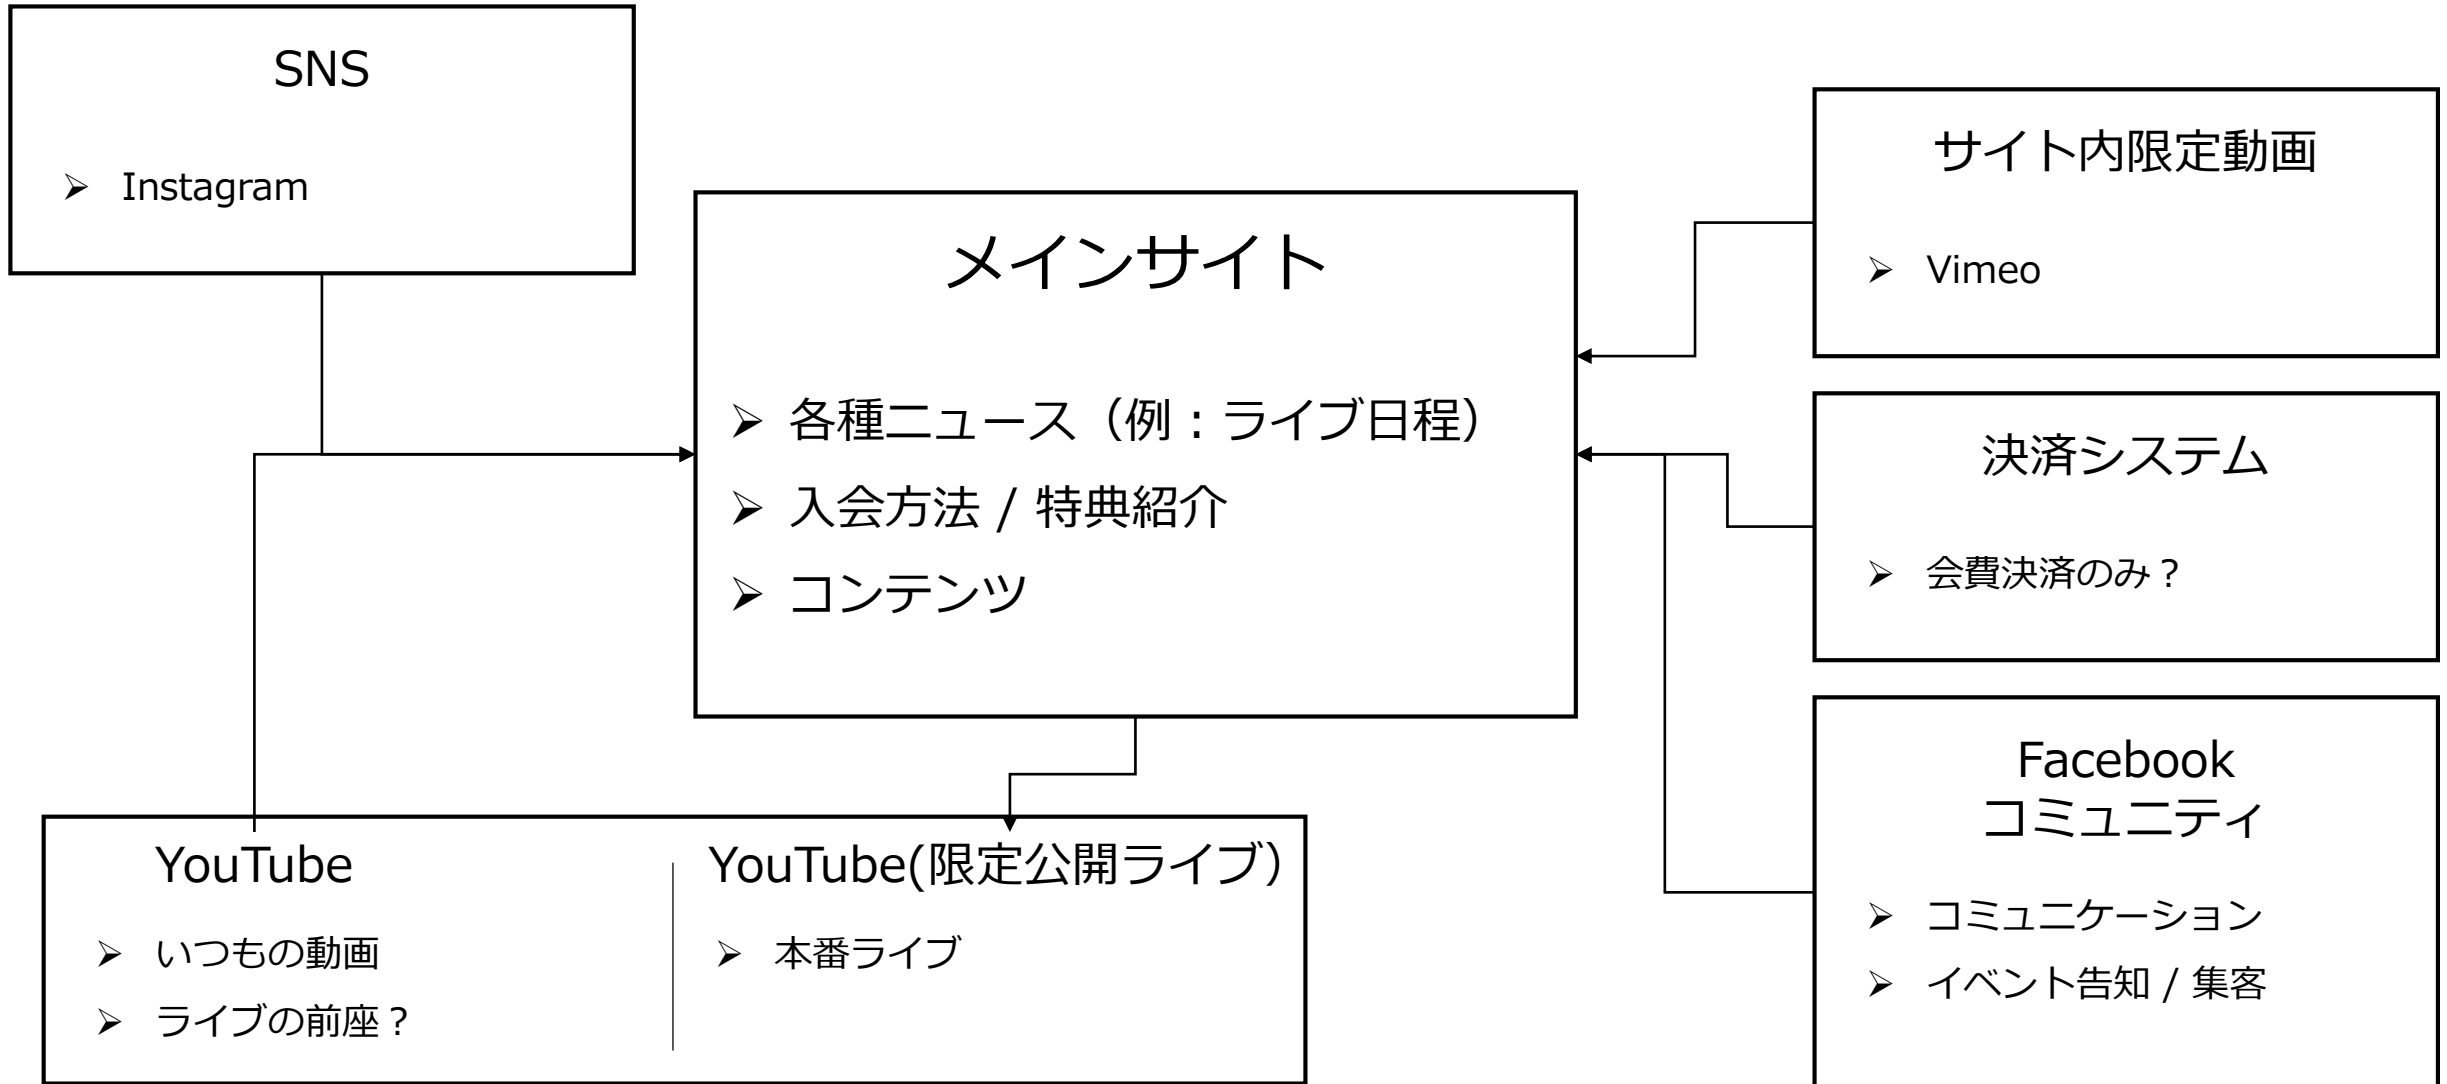 SNS
➢ Instagram
メインサイト
➢ 各種ニュース（例：ライブ日程）
➢ 入会方法 / 特典紹介
➢ コンテンツ
サイト内限定動画
➢ Vimeo
決済システム
➢ 会費決済のみ？
Facebook
コミュニティ
➢ コミュニケーション
➢ イベント告知 / 集客
YouTube
➢ いつもの動画
➢ ライブの前座？
YouTube(限定公開ライブ）
➢ 本番ライブ